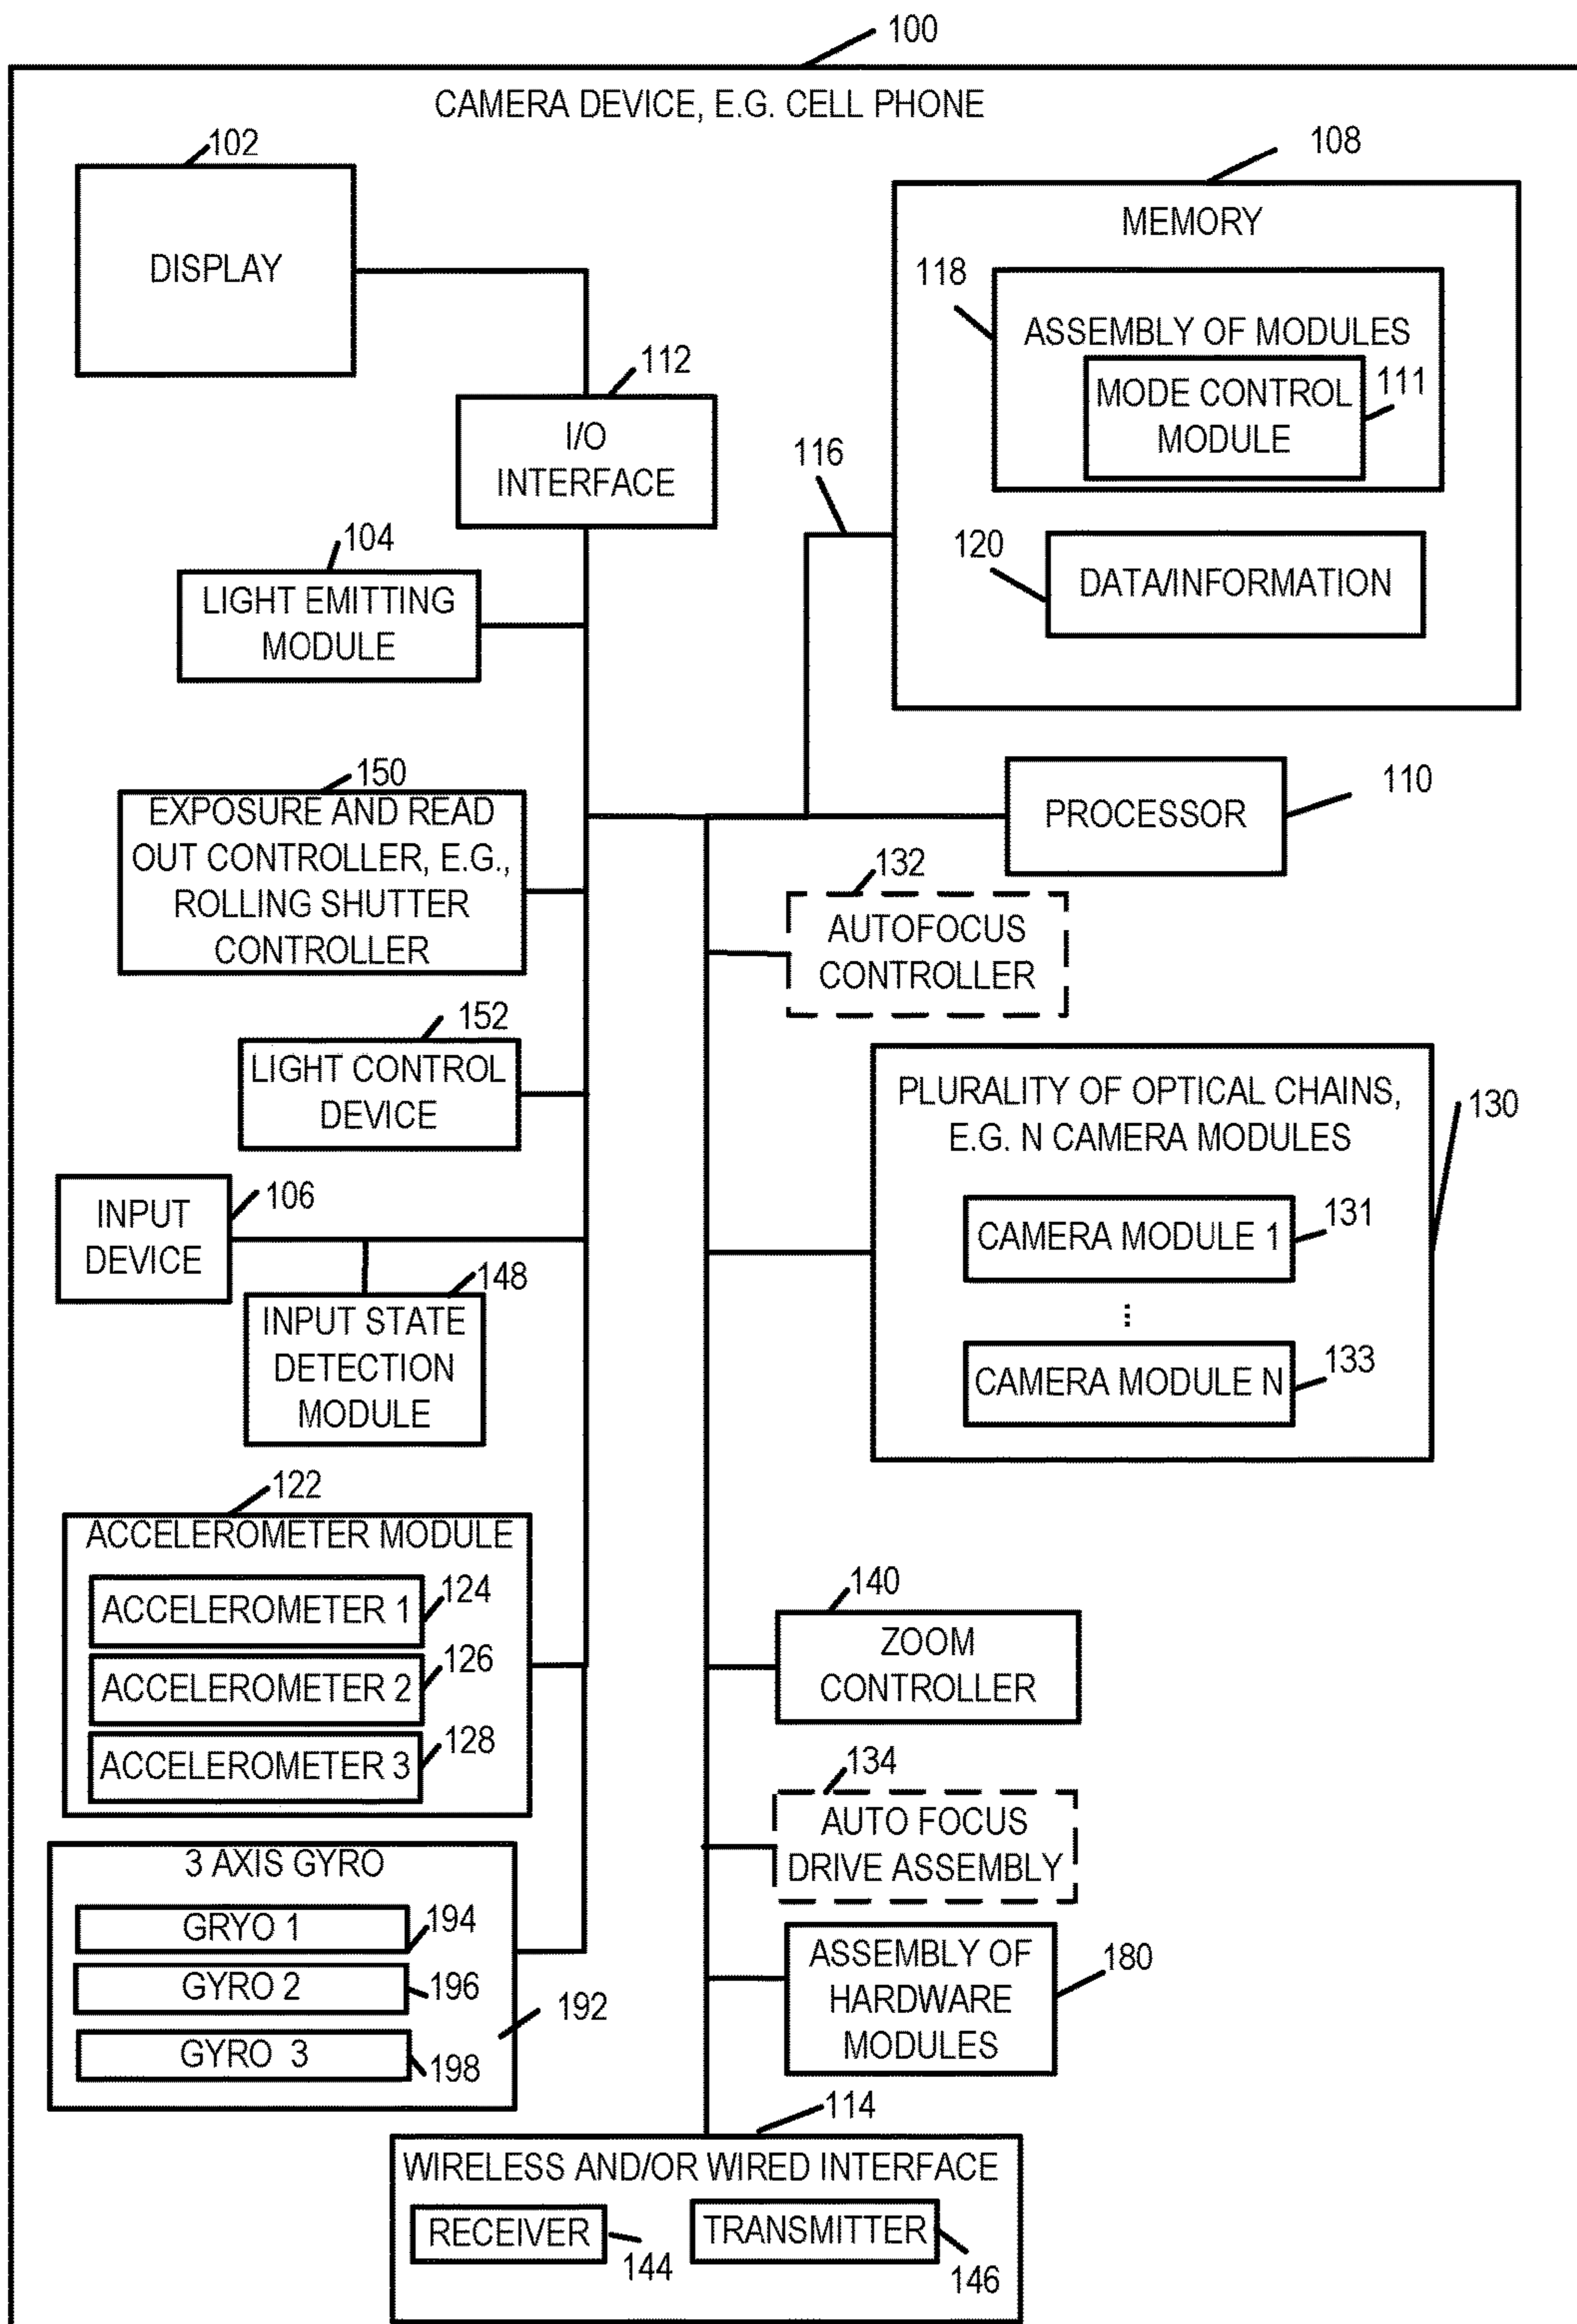 100
CAMERA DEVICE, E.G. CELL PHONE
102
DISPLAY
108
MEMORY
118
ASSEMBLY OF MODULES
MODE CONTROL
MODULE
111
112
I/O
INTERFACE
116
120
DATA/INFORMATION
104
LIGHT EMITTING
MODULE
150
EXPOSURE AND READ
OUT CONTROLLER, E.G.,
ROLLING SHUTTER
CONTROLLER
PROCESSOR
110
132
AUTOFOCUS
CONTROLLER
152
LIGHT CONTROL
DEVICE
PLURALITY OF OPTICAL CHAINS,
E.G. N CAMERA MODULES
130
CAMERA MODULE 1
131
...
CAMERA MODULE N
133
106
INPUT
DEVICE
148
INPUT STATE
DETECTION
MODULE
122
ACCELEROMETER MODULE
ACCELEROMETER 1
124
ACCELEROMETER 2
126
ACCELEROMETER 3
128
140
ZOOM
CONTROLLER
134
AUTO FOCUS
DRIVE ASSEMBLY
3 AXIS GYRO
GRYO 1
194
GYRO 2
196
GYRO 3
198
192
ASSEMBLY OF
HARDWARE
MODULES
180
114
WIRELESS AND/OR WIRED INTERFACE
RECEIVER
144
TRANSMITTER
146